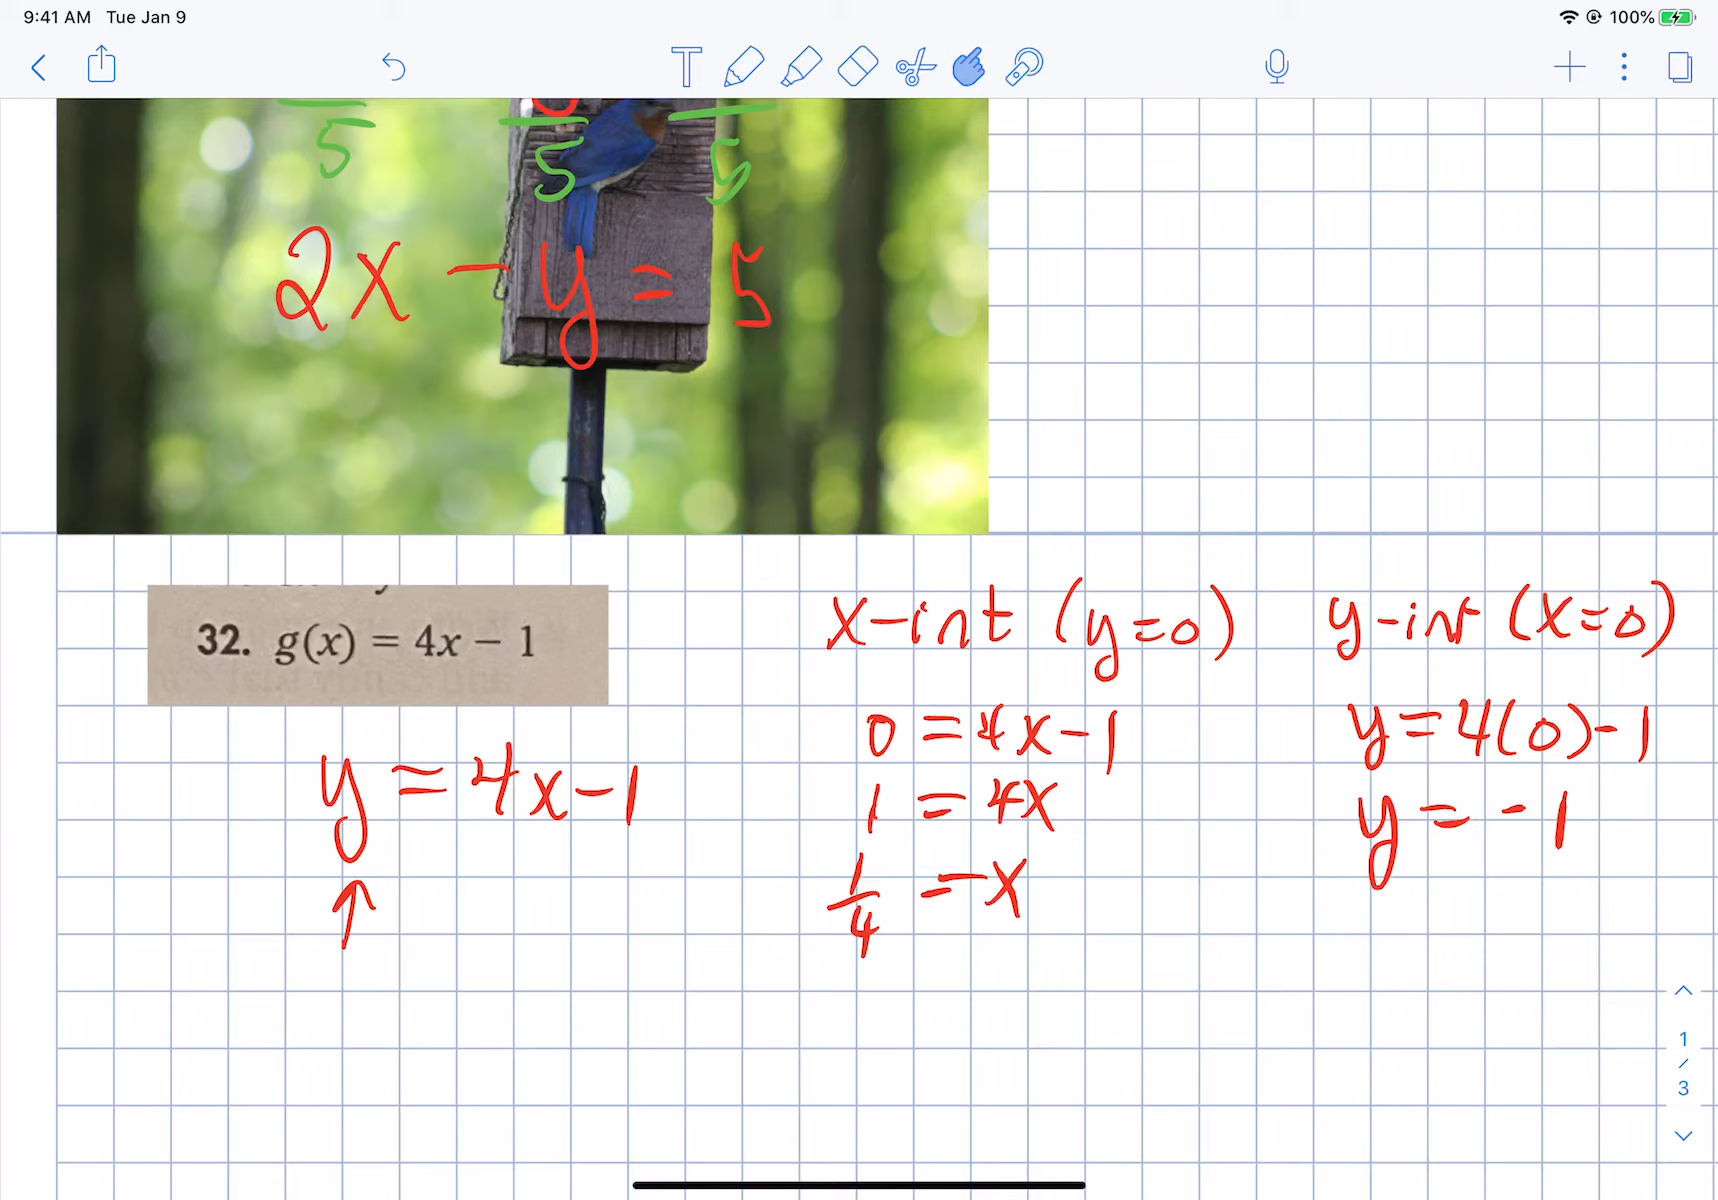 9:41 AM Tue Jan 9
100%
5 5 5
2x - y = 5
32. g(x) = 4x − 1
y = 4x-1
x-int (y=0)
0 = 4x-1
1 = 4x
1/4 = x
y-int (x=0)
y=4(0)-1
y = -1
1
/
3